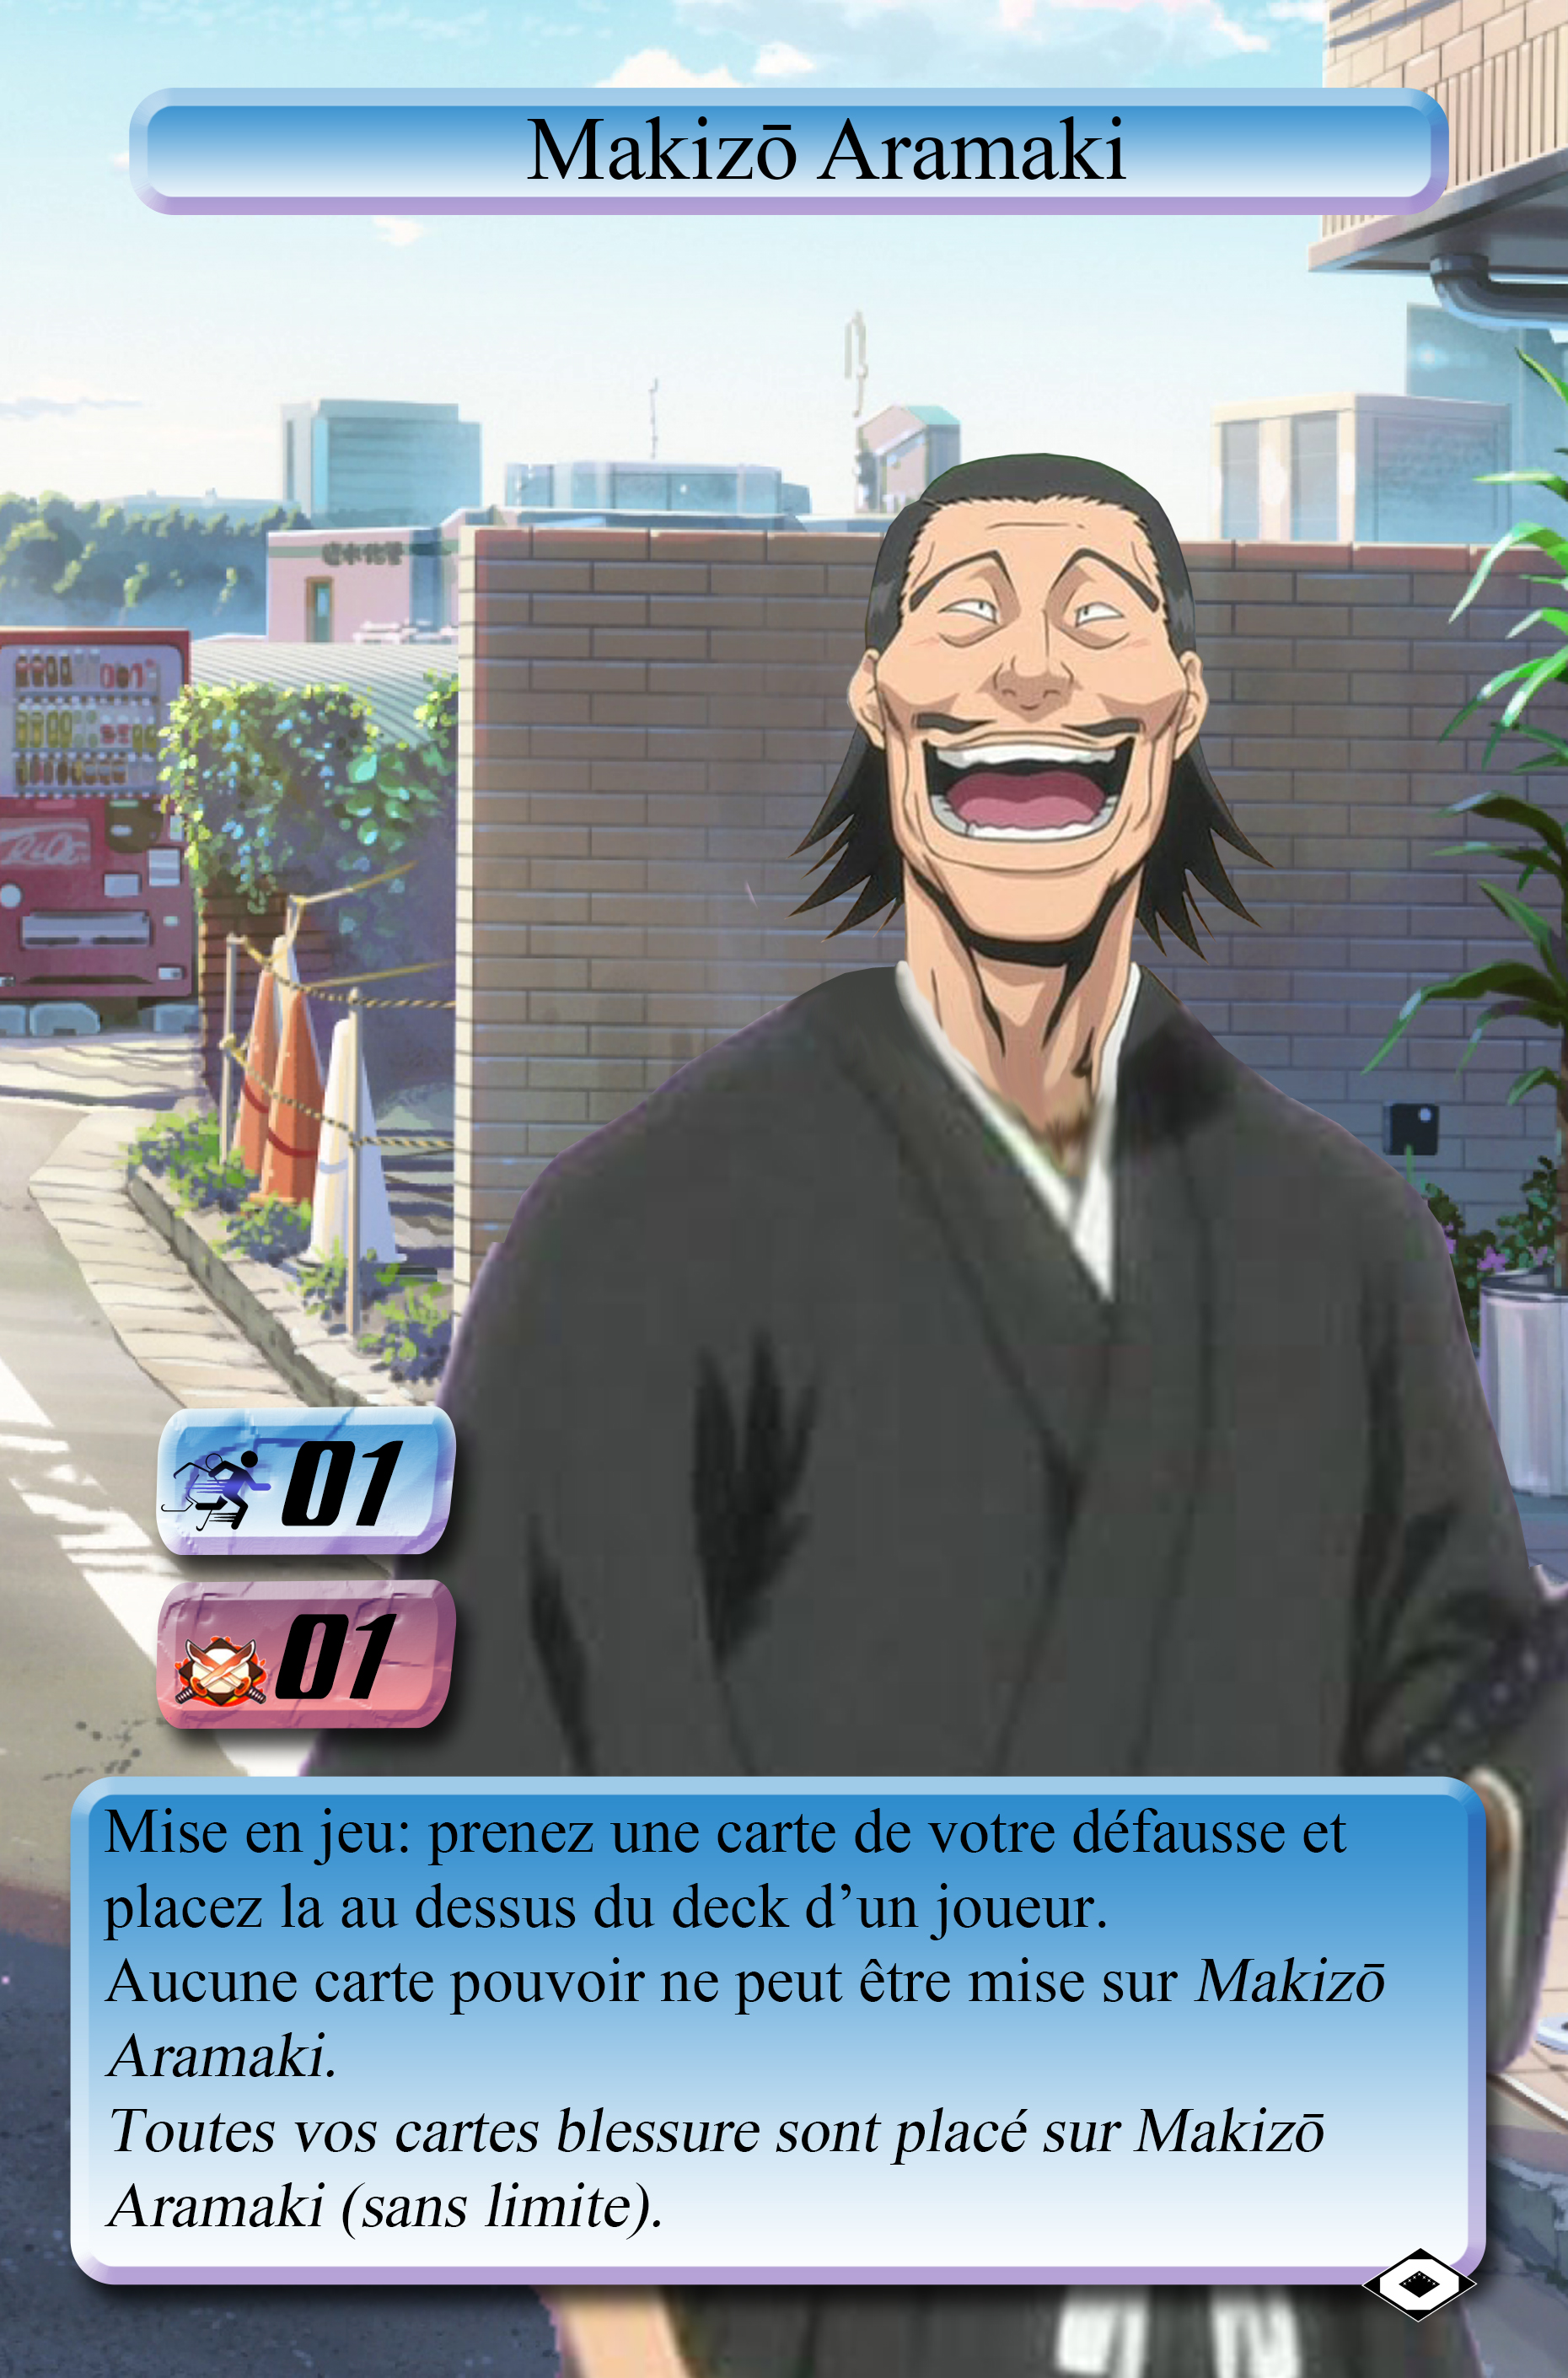 Makizō Aramaki
01
01
Mise en jeu: prenez une carte de votre défausse et
placez la au dessus du deck d’un joueur.
Aucune carte pouvoir ne peut être mise sur Makizō
Aramaki.
Toutes vos cartes blessure sont placé sur Makizō
Aramaki (sans limite).